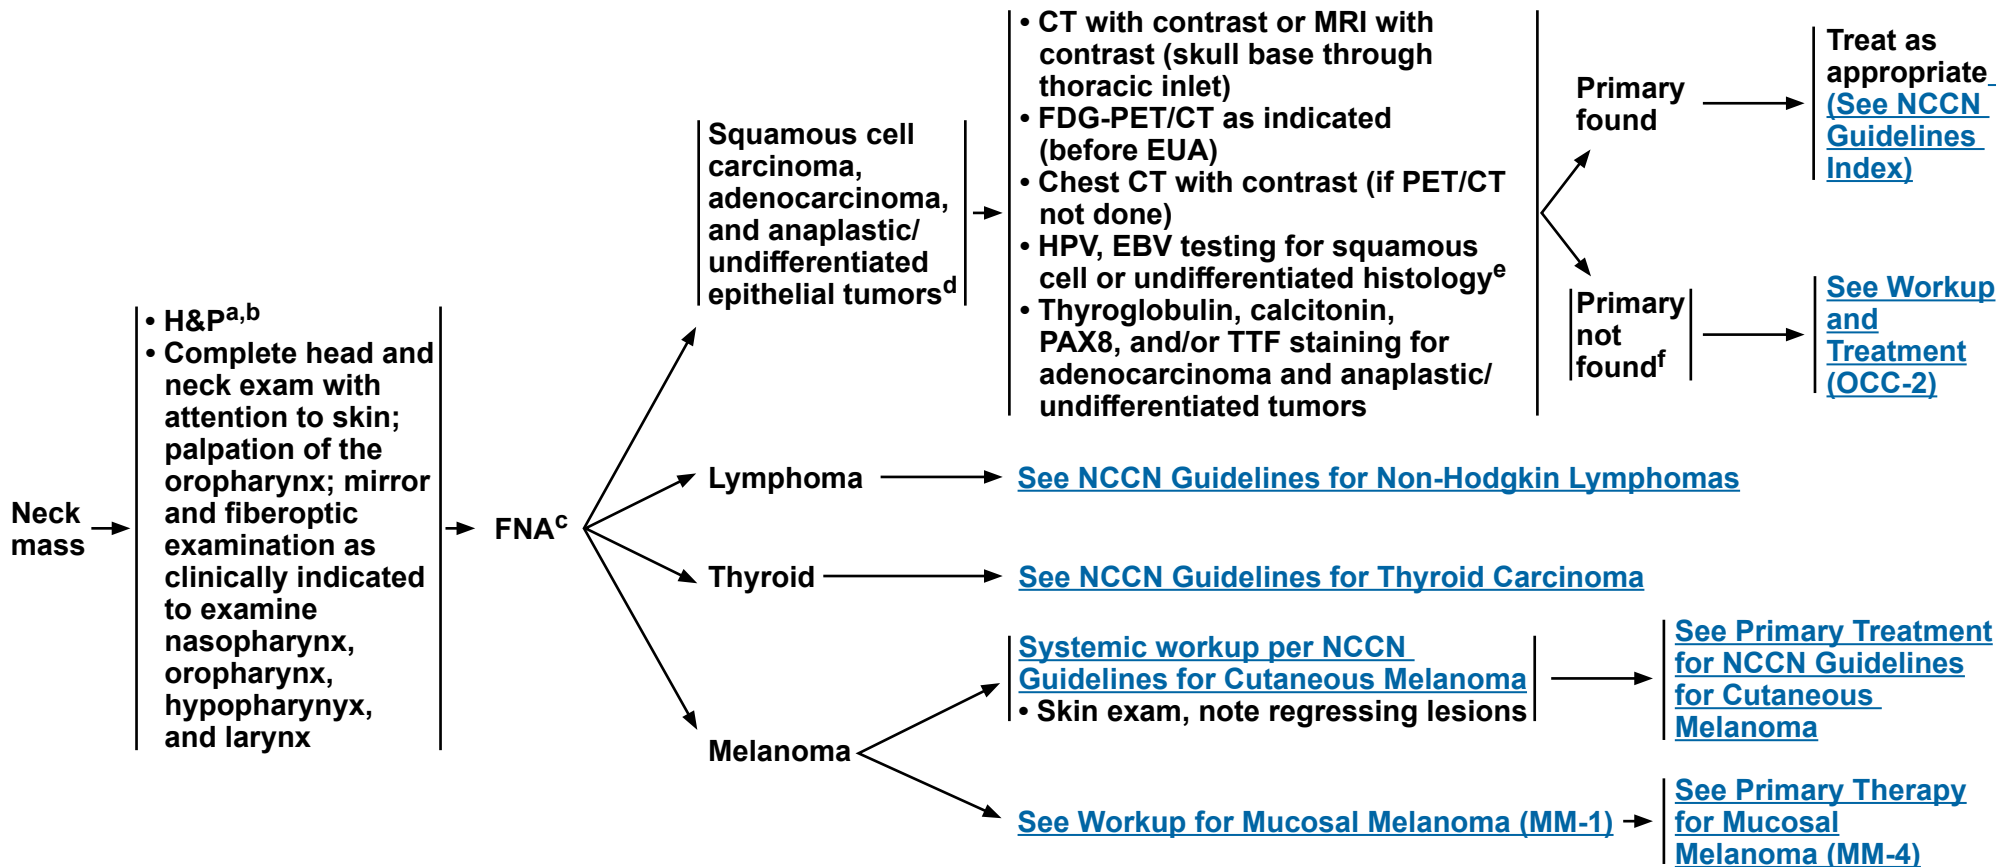 Neck
mass
• H&Pa,b
• Complete head and
neck exam with
attention to skin;
palpation of the
oropharynx; mirror
and fiberoptic
examination as
clinically indicated
to examine
nasopharynx,
oropharynx,
hypopharynyx,
and larynx
FNAc
Squamous cell
carcinoma,
adenocarcinoma,
and anaplastic/
undifferentiated
epithelial tumorsd
• CT with contrast or MRI with
contrast (skull base through
thoracic inlet)
• FDG-PET/CT as indicated
(before EUA)
• Chest CT with contrast (if PET/CT
not done)
• HPV, EBV testing for squamous
cell or undifferentiated histologye
• Thyroglobulin, calcitonin,
PAX8, and/or TTF staining for
adenocarcinoma and anaplastic/
undifferentiated tumors
Primary
found
Treat as
appropriate
(See NCCN
Guidelines
Index)
Primary
not
foundf
See Workup
and
Treatment
(OCC-2)
Lymphoma
See NCCN Guidelines for Non-Hodgkin Lymphomas
Thyroid
See NCCN Guidelines for Thyroid Carcinoma
Melanoma
Systemic workup per NCCN
Guidelines for Cutaneous Melanoma
• Skin exam, note regressing lesions
See Primary Treatment
for NCCN Guidelines
for Cutaneous
Melanoma
See Workup for Mucosal Melanoma (MM-1)
See Primary Therapy
for Mucosal
Melanoma (MM-4)